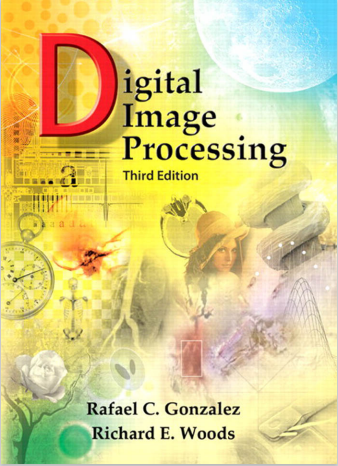 Digital
Image
Processing
Third Edition
a
Rafael C. Gonzalez
Richard E. Woods